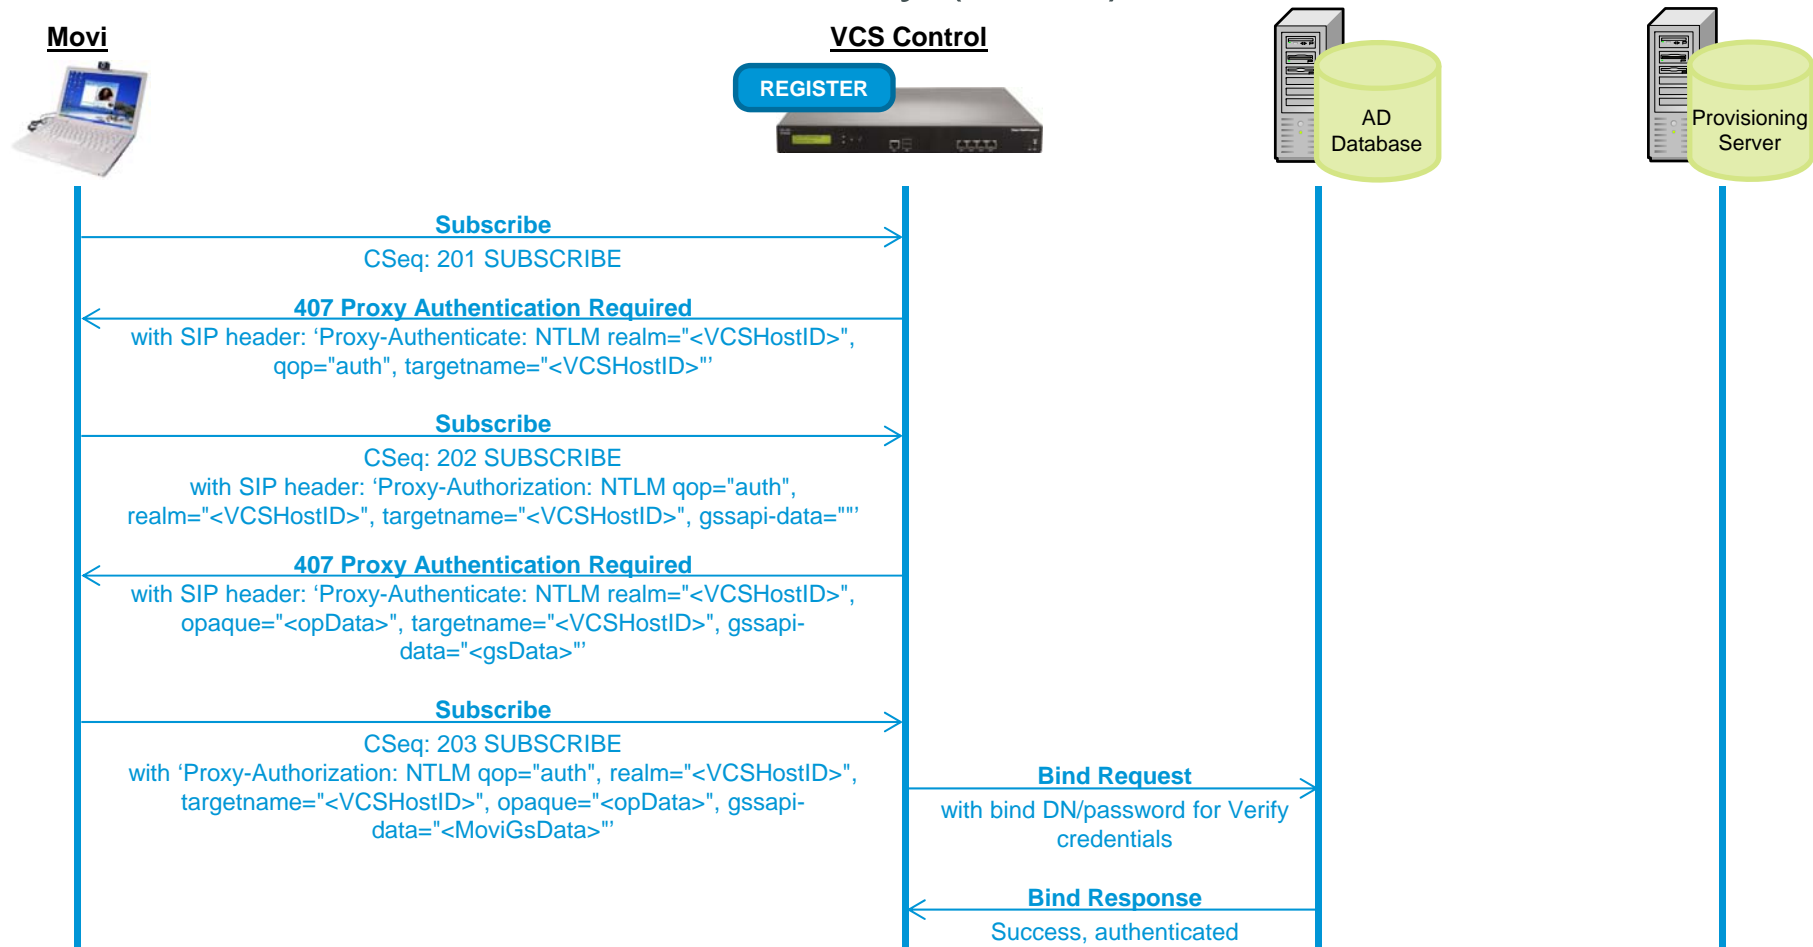 Movi
VCS Control
REGISTER
AD
Database
Provisioning
Server
Subscribe
CSeq: 201 SUBSCRIBE
407 Proxy Authentication Required
with SIP header: ‘Proxy-Authenticate: NTLM realm="<VCSHostID>",
qop="auth", targetname="<VCSHostID>"’
Subscribe
CSeq: 202 SUBSCRIBE
with SIP header: ‘Proxy-Authorization: NTLM qop="auth",
realm="<VCSHostID>", targetname="<VCSHostID>", gssapi-data=""’
407 Proxy Authentication Required
with SIP header: ‘Proxy-Authenticate: NTLM realm="<VCSHostID>",
opaque="<opData>", targetname="<VCSHostID>", gssapi-
data="<gsData>"’
Subscribe
CSeq: 203 SUBSCRIBE
with ‘Proxy-Authorization: NTLM qop="auth", realm="<VCSHostID>",
targetname="<VCSHostID>", opaque="<opData>", gssapi-
data="<MoviGsData>"’
Bind Request
with bind DN/password for Verify
credentials
Bind Response
Success, authenticated